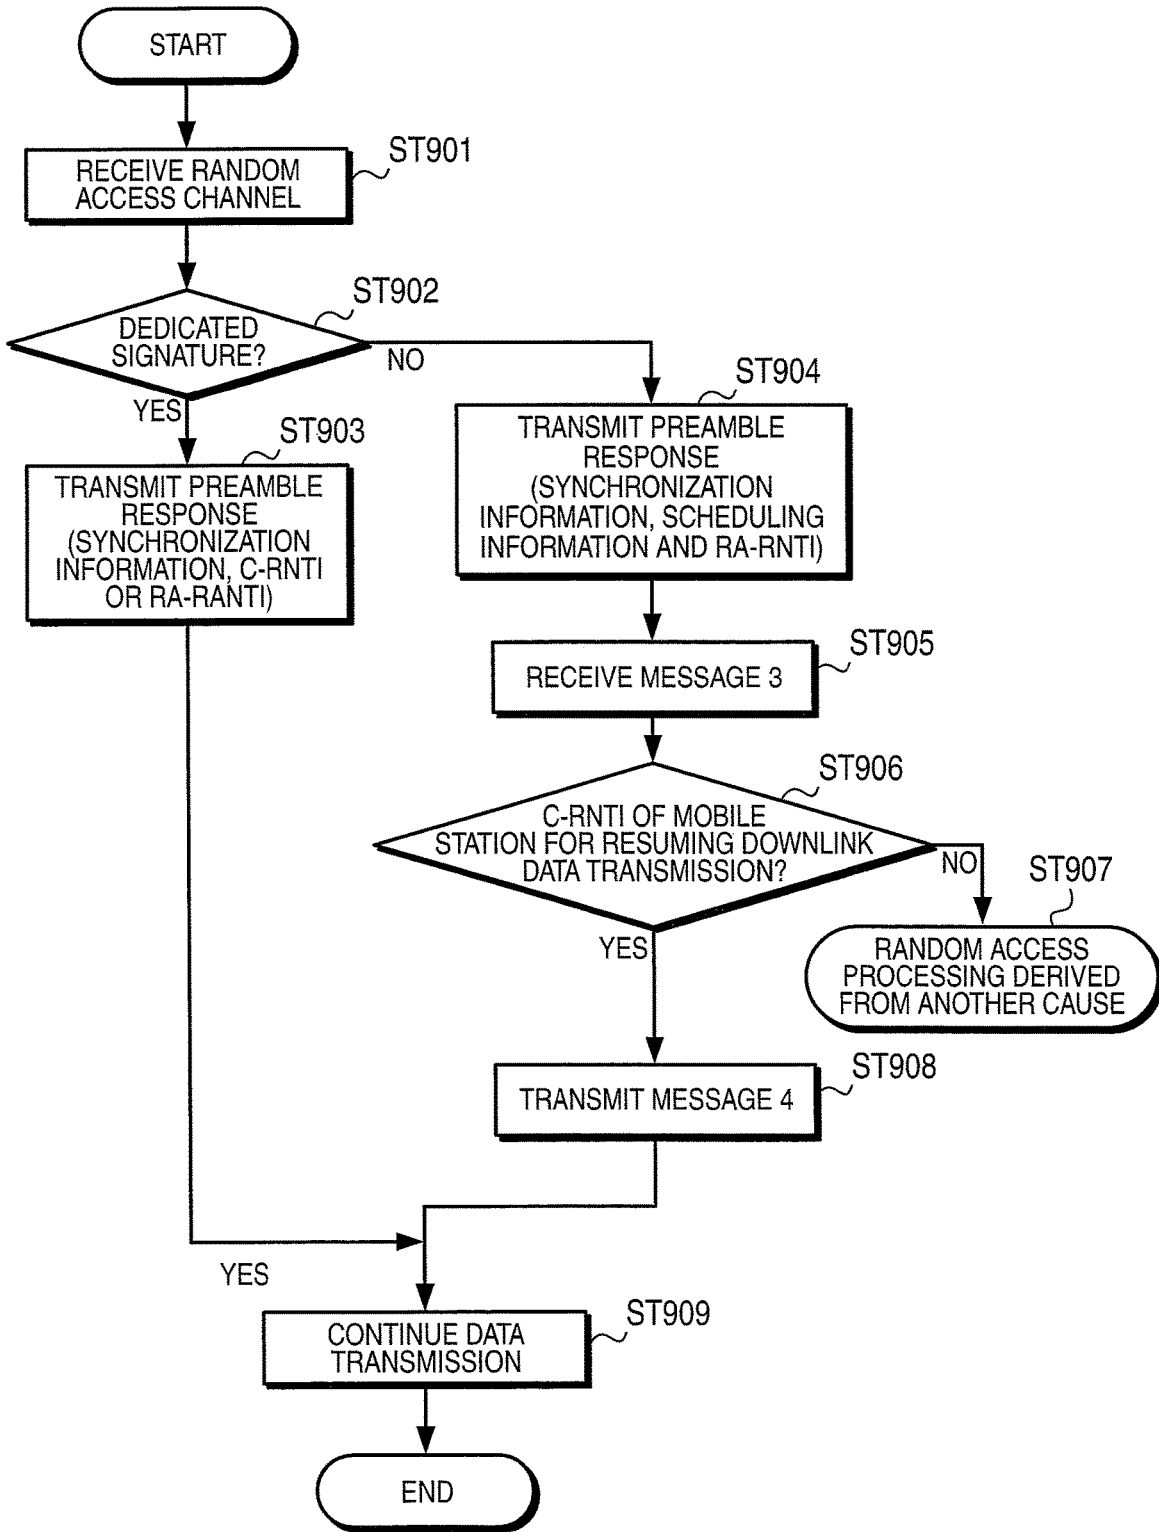 START
ST901
RECEIVE RANDOM
ACCESS CHANNEL
ST902
DEDICATED
SIGNATURE?
NO
YES
ST903
TRANSMIT PREAMBLE
RESPONSE
(SYNCHRONIZATION
INFORMATION, C-RNTI
OR RA-RANTI)
ST904
TRANSMIT PREAMBLE
RESPONSE
(SYNCHRONIZATION
INFORMATION, SCHEDULING
INFORMATION AND RA-RNTI)
ST905
RECEIVE MESSAGE 3
ST906
C-RNTI OF MOBILE
STATION FOR RESUMING DOWNLINK
DATA TRANSMISSION?
NO
YES
ST907
RANDOM ACCESS
PROCESSING DERIVED
FROM ANOTHER CAUSE
ST908
TRANSMIT MESSAGE 4
YES
ST909
CONTINUE DATA
TRANSMISSION
END